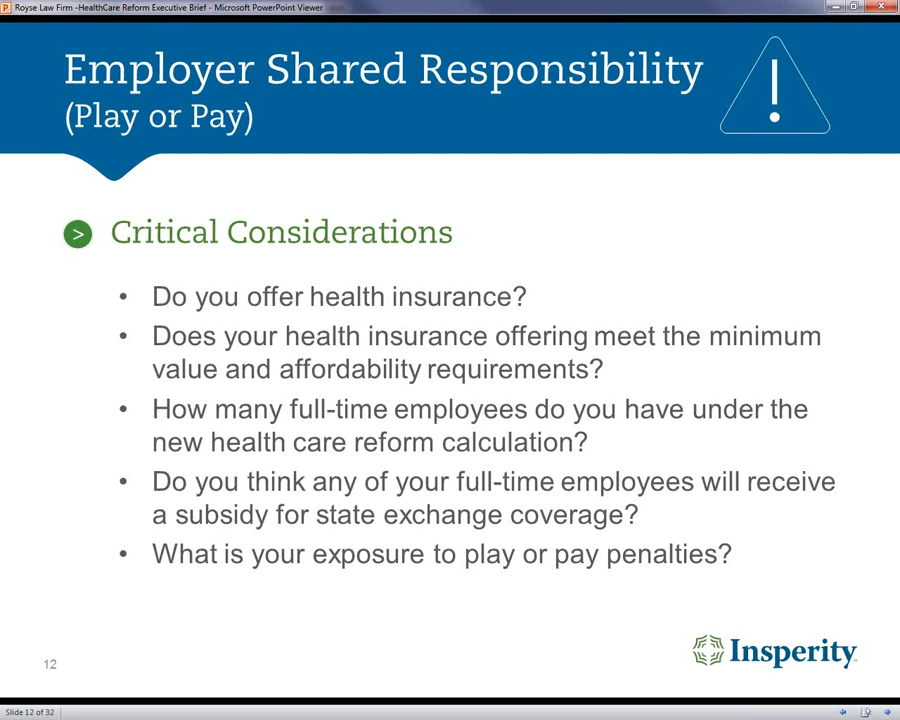 Royse Law Firm -HealthCare Reform Executive Brief - Microsoft PowerPoint Viewer
Employer Shared Responsibility
(Play or Pay)
!
> Critical Considerations
• Do you offer health insurance?
• Does your health insurance offering meet the minimum
value and affordability requirements?
• How many full-time employees do you have under the
new health care reform calculation?
• Do you think any of your full-time employees will receive
a subsidy for state exchange coverage?
• What is your exposure to play or pay penalties?
12
Insperity
Slide 12 of 32